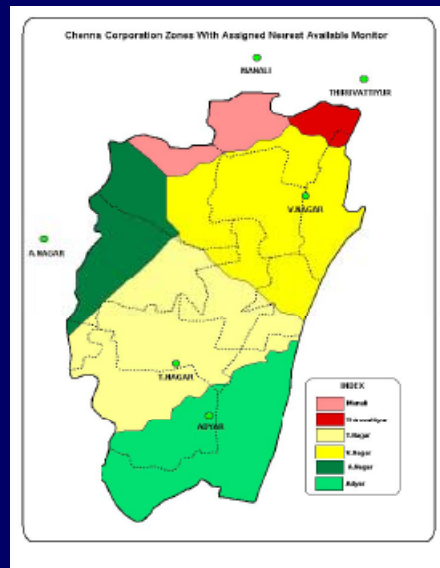 Chenna Corporation Zones With Assigned Nearest Available Monitor
MANALI
THIRUVATTIYUR
V.NAGAR
A.NAGAR
T.NAGAR
ADYAR
INDEX
Manali
T.Nagar
V.Nagar
A.Nagar
Adyar